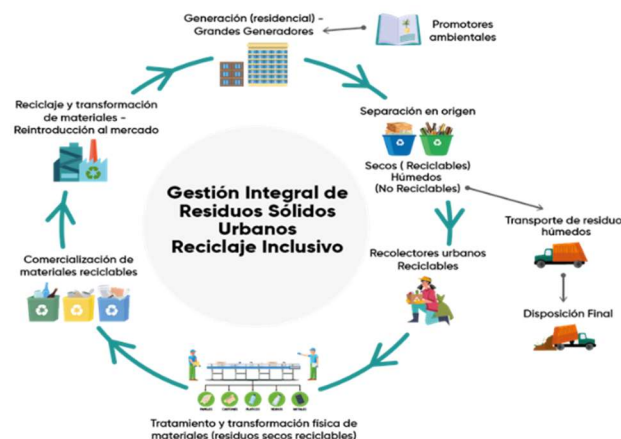 Generación (residencial) -
Grandes Generadores
Promotores
ambientales
Separación en origen
Secos ( Reciclables)
Húmedos
(No Reciclables)
Transporte de residuo
húmedos
Disposición Final
Recolectores urbanos
Reciclables
Tratamiento y transformación física de
materiales (residuos secos reciclables)
Comercialización de
materiales reciclables
Reciclaje y transformación
de materiales -
Reintroducción al mercado
Gestión Integral de
Residuos Sólidos
Urbanos
Reciclaje Inclusivo